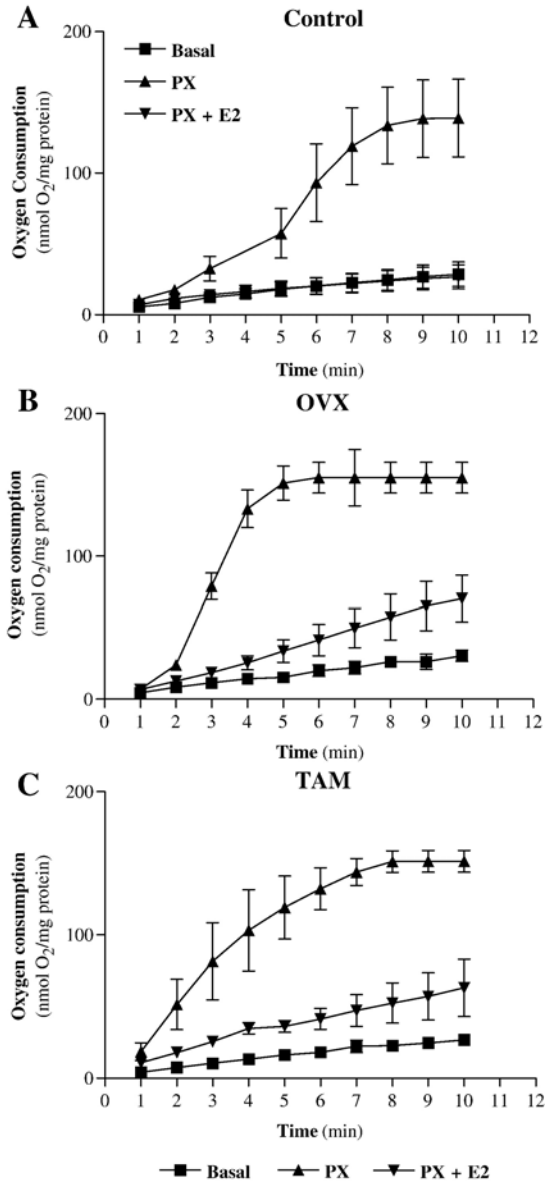 A Control
200
Basal
PX
PX + E2
Oxygen Consumption
(nmol O2/mg protein)
100
0
0 1 2 3 4 5 6 7 8 9 10 11 12
Time (min)
B OVX
200
Oxygen consumption
(nmol O2/mg protein)
100
0
0 1 2 3 4 5 6 7 8 9 10 11 12
Time (min)
C TAM
200
Oxygen consumption
(nmol O2/mg protein)
100
0
0 1 2 3 4 5 6 7 8 9 10 11 12
Time (min)
Basal PX PX + E2